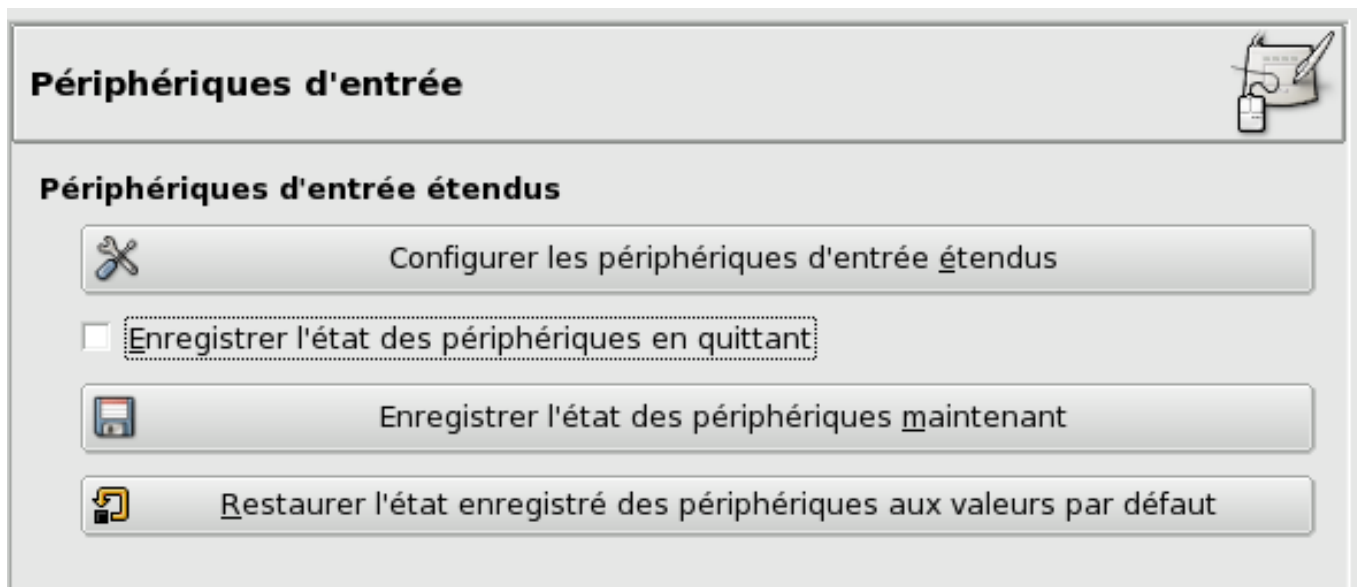 Périphériques d'entrée
Périphériques d'entrée étendus
Configurer les périphériques d'entrée étendus
Enregistrer l'état des périphériques en quittant
Enregistrer l'état des périphériques maintenant
Restaurer l'état enregistré des périphériques aux valeurs par défaut